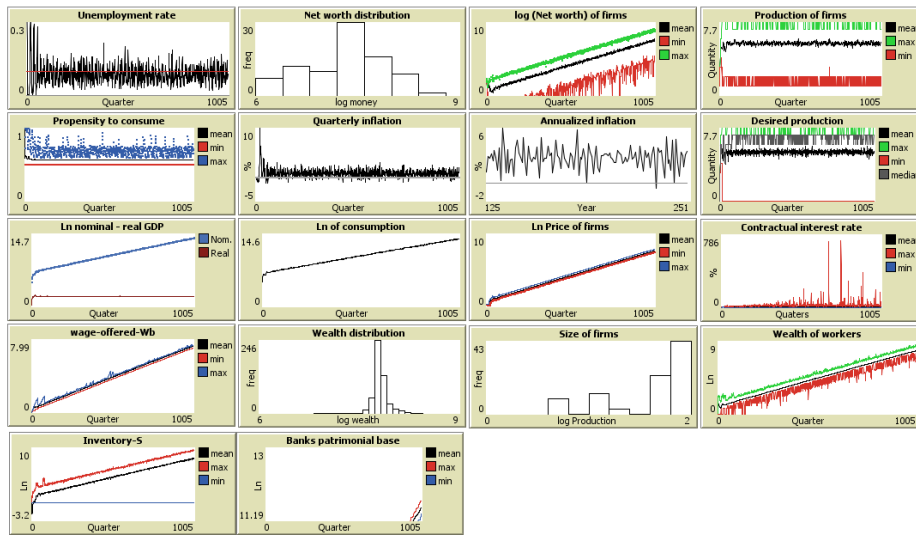 Unemployment rate
0.3
0
0
Quarter
1005
Net worth distribution
30
freq
0
6
log money
9
log (Net worth) of firms
10
0
0
Quarter
1005
mean
min
max
Production of firms
7.7
Quantity
0
0
Quarter
1005
mean
max
min
Propensity to consume
1
0
0
Quarter
1005
mean
min
max
Quarterly inflation
10
%
-5
0
Quarter
1005
Annualized inflation
7
%
-2
125
Year
251
Desired production
7.7
Quantity
0
0
Quarter
1005
mean
max
min
media
Ln nominal - real GDP
14.7
0
0
Quarter
1005
Nom.
Real
Ln of consumption
14.6
0
0
Quarter
1005
Ln Price of firms
10
0
0
Quarter
1005
mean
min
max
Contractual interest rate
786
%
0
0
Quaters
1005
mean
max
min
wage-offered-Wb
7.99
0
0
Quarter
1005
mean
min
max
Wealth distribution
246
freq
0
6
log wealth
9
Size of firms
43
freq
0
0
log Production
2
Wealth of workers
9
Ln
0
0
Quarter
1005
mean
max
min
Inventory-S
10
Ln
-3.2
0
Quarter
1005
mean
max
min
Banks patrimonial base
13
Ln
11.19
0
Quarter
1005
mean
max
min